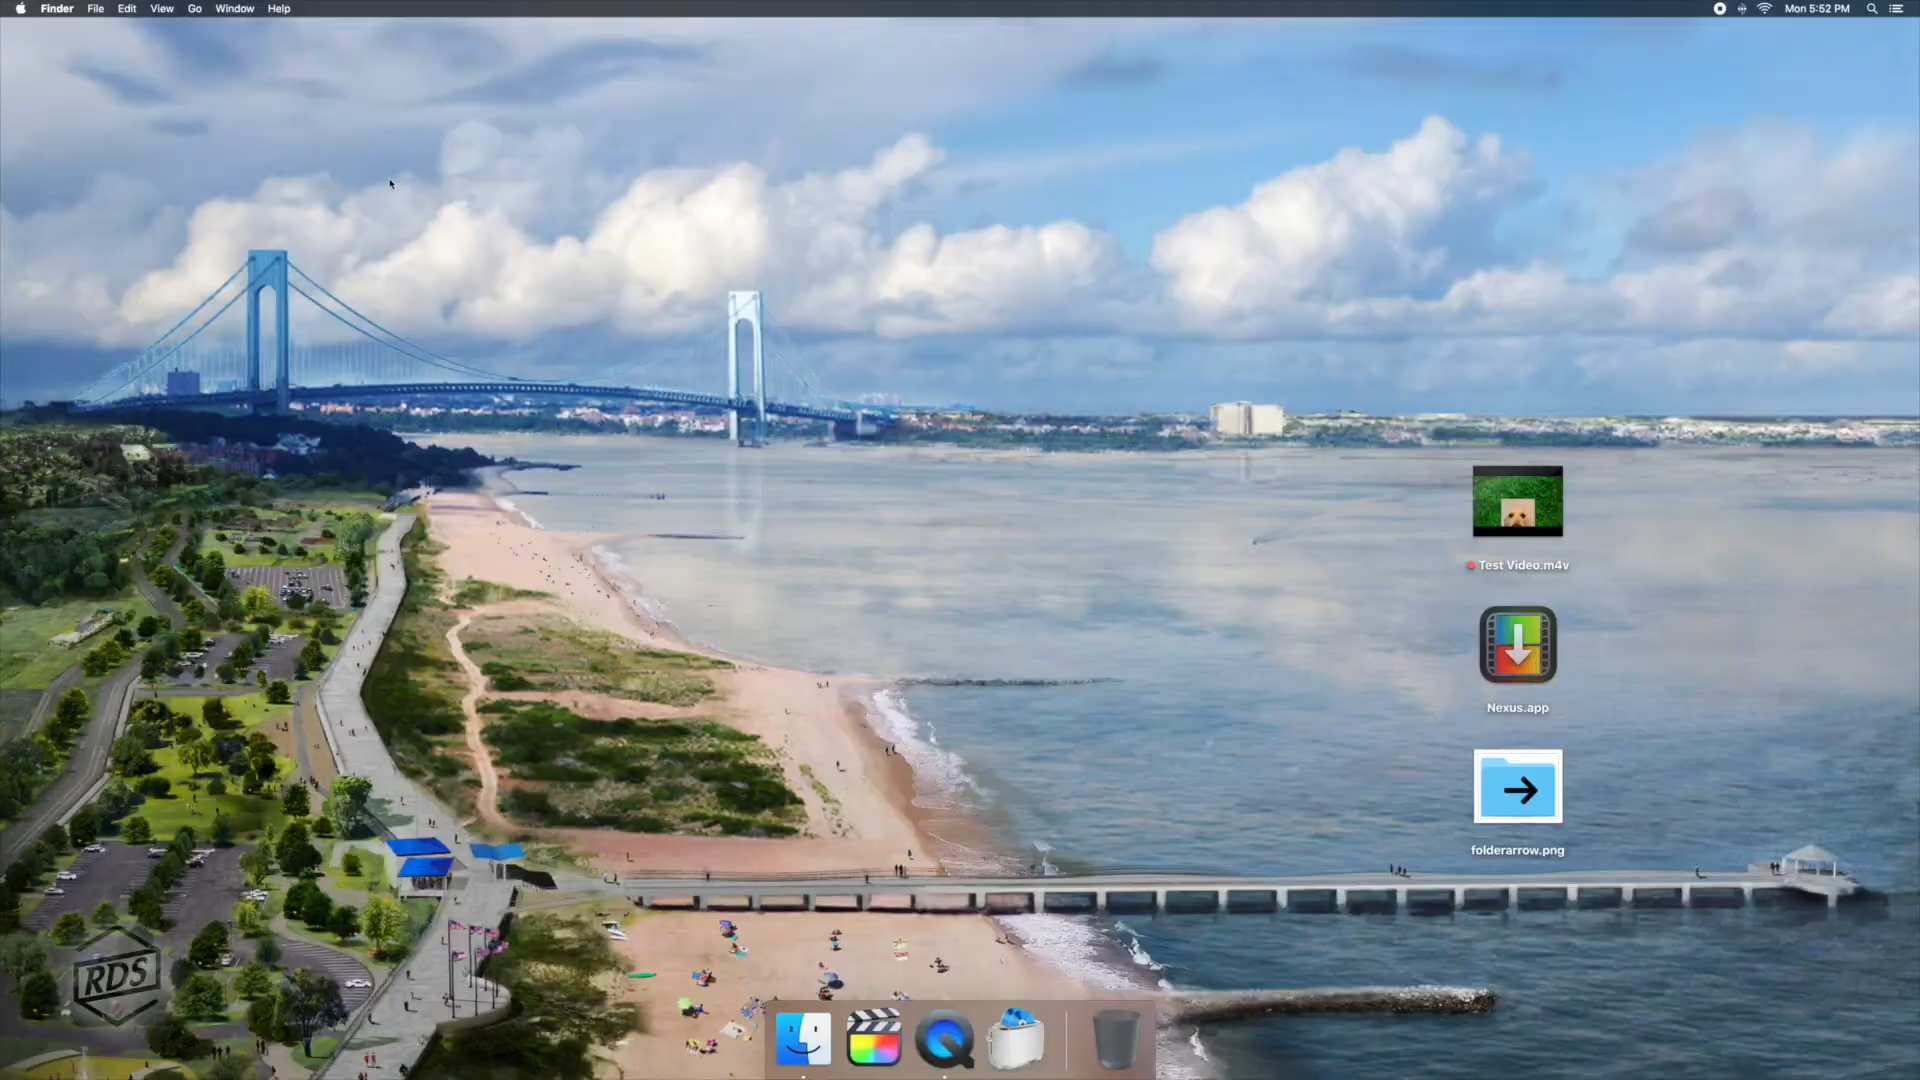 Finder File Edit View Go Window Help
Mon 5:52 PM
Test Video.m4v
Nexus.app
folderarrow.png
RDS